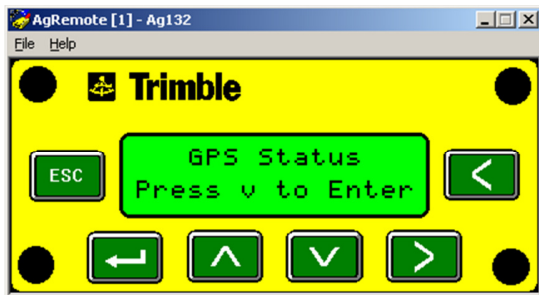 AgRemote [1] - Ag132
File Help
Trimble
GPS Status
ESC
Press v to Enter